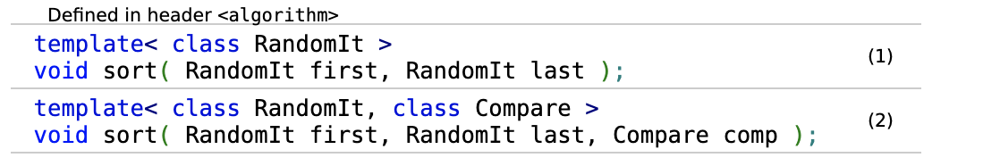 Defined in header <algorithm>
template< class RandomIt >
void sort( RandomIt first, RandomIt last );
(1)
template< class RandomIt, class Compare >
void sort( RandomIt first, RandomIt last, Compare comp );
(2)